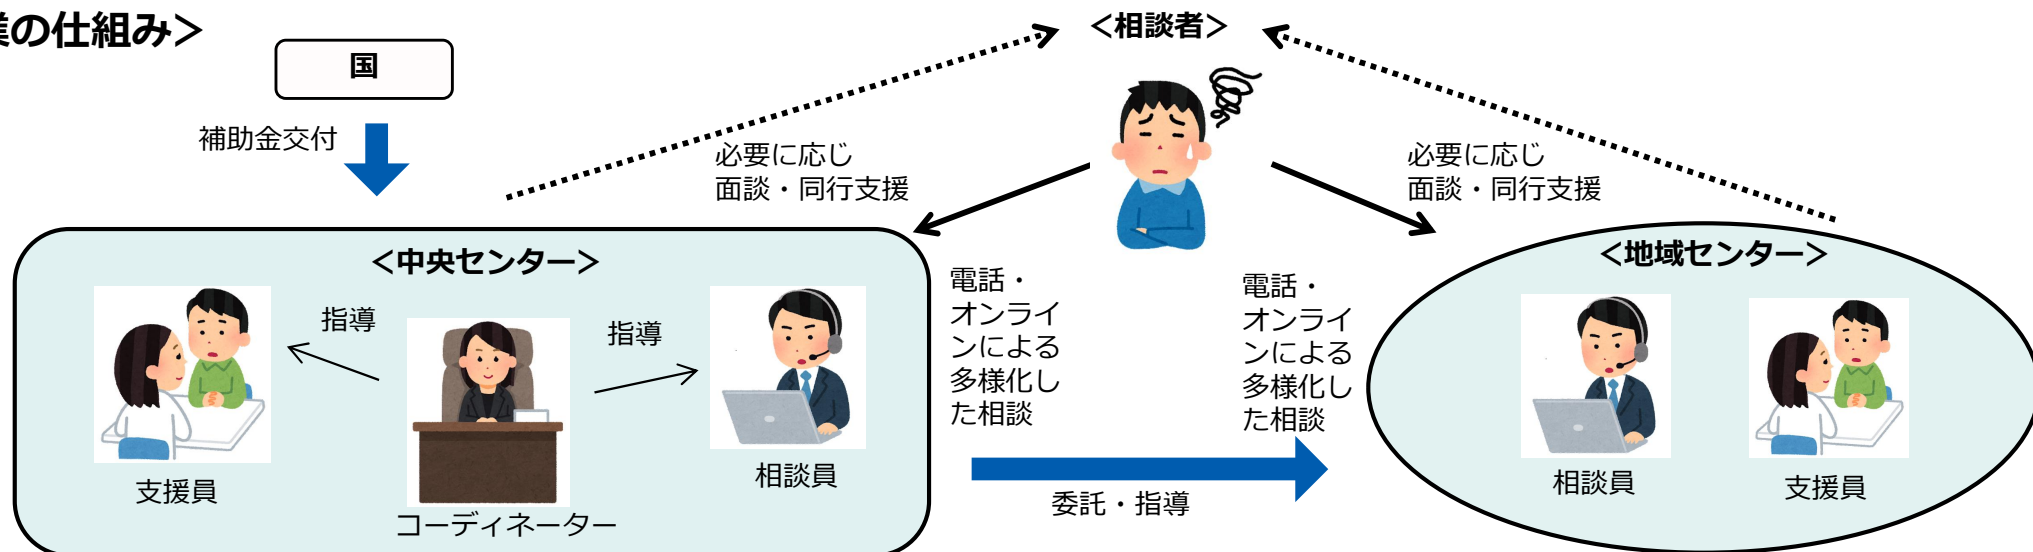 業の仕組み＞
国
補助金交付
＜相談者＞
必要に応じ
面談・同行支援
必要に応じ
面談・同行支援
＜中央センター＞
指導
指導
支援員
コーディネーター
相談員
電話・
オンライ
ンによる
多様化し
た相談
電話・
オンライ
ンによる
多様化し
た相談
委託・指導
＜地域センター＞
相談員
支援員